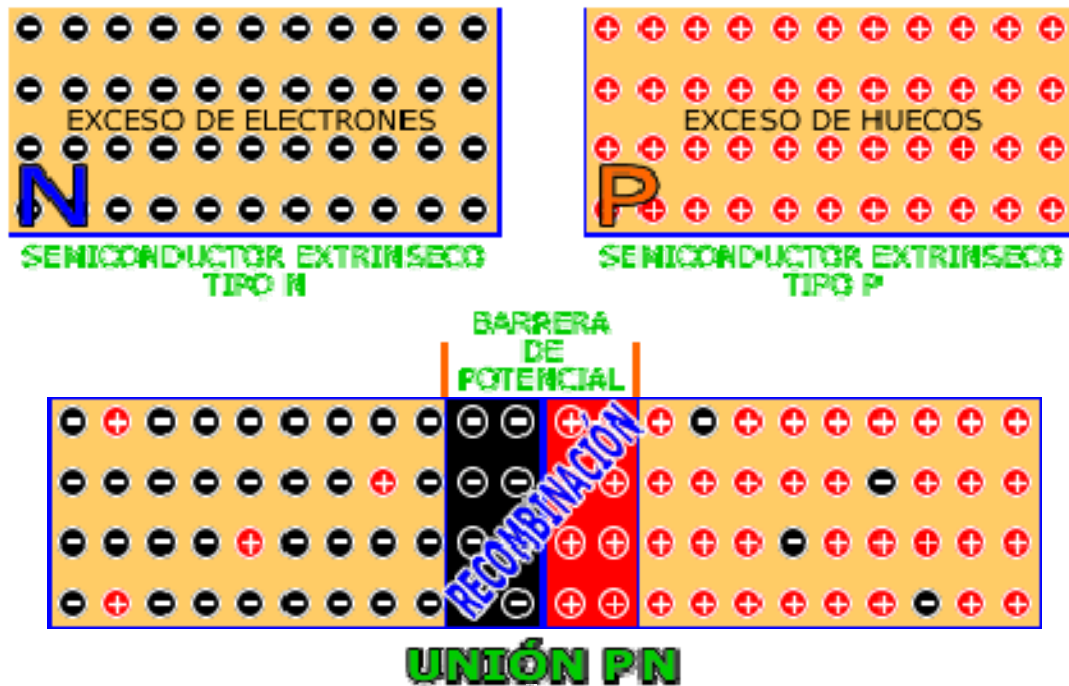 EXCESO DE ELECTRONES
N
SEMICONDUCTOR EXTRINSECO
TIPO N
EXCESO DE HUECOS
P
SEMICONDUCTOR EXTRINSECO
TIPO P
BARRERA
DE
POTENCIAL
RECOMBINACIÓN
UNIÓN PN